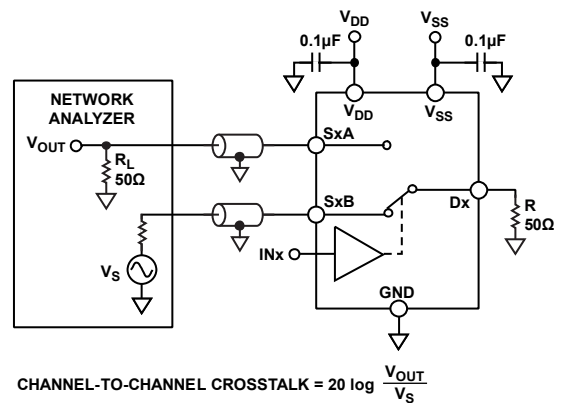 VDD
VSS
0.1µF
0.1µF
VDD
VSS
NETWORK
ANALYZER
VOUT
RL
50Ω
SxA
SxB
Dx
R
50Ω
VS
INx
GND
CHANNEL-TO-CHANNEL CROSSTALK = 20 log VOUT
VS